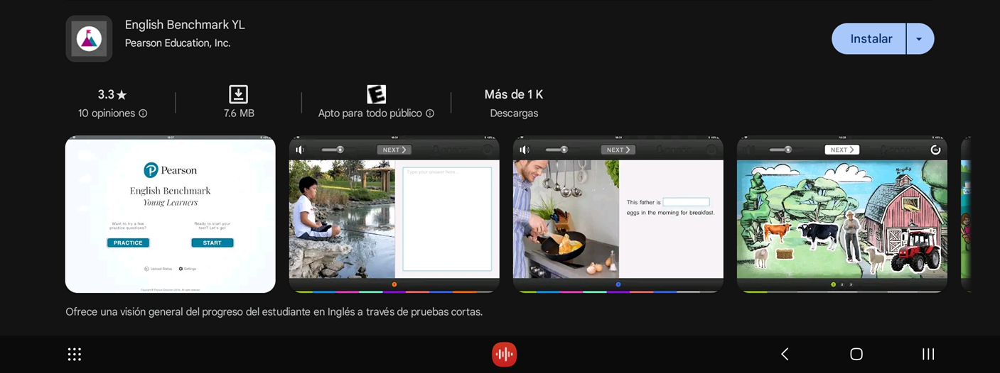 English Benchmark YL
Pearson Education, Inc.
Instalar
3.3★
10 opiniones
7.6 MB
E
Apto para todo público
Más de 1 K
Descargas
Pearson
English Benchmark
Young Learners
Want to try a few
practice questions?
PRACTICE
Ready to start your
test? Let's go!
START
Upload Status
Settings
NEXT
Type your answer here...
NEXT
This father is
eggs in the morning for breakfast.
NEXT
1 2 3
Ofrece una visión general del progreso del estudiante en Inglés a través de pruebas cortas.